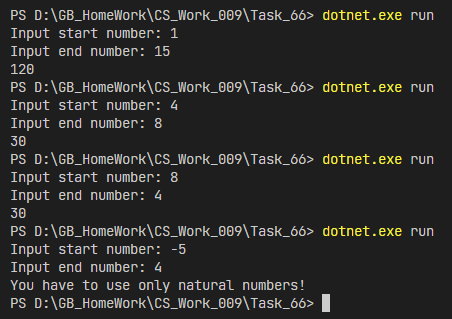 PS D:\GB_HomeWork\CS_Work_009\Task_66> dotnet.exe run
Input start number: 1
Input end number: 15
120
PS D:\GB_HomeWork\CS_Work_009\Task_66> dotnet.exe run
Input start number: 4
Input end number: 8
30
PS D:\GB_HomeWork\CS_Work_009\Task_66> dotnet.exe run
Input start number: 8
Input end number: 4
30
PS D:\GB_HomeWork\CS_Work_009\Task_66> dotnet.exe run
Input start number: -5
Input end number: 4
You have to use only natural numbers!
PS D:\GB_HomeWork\CS_Work_009\Task_66>